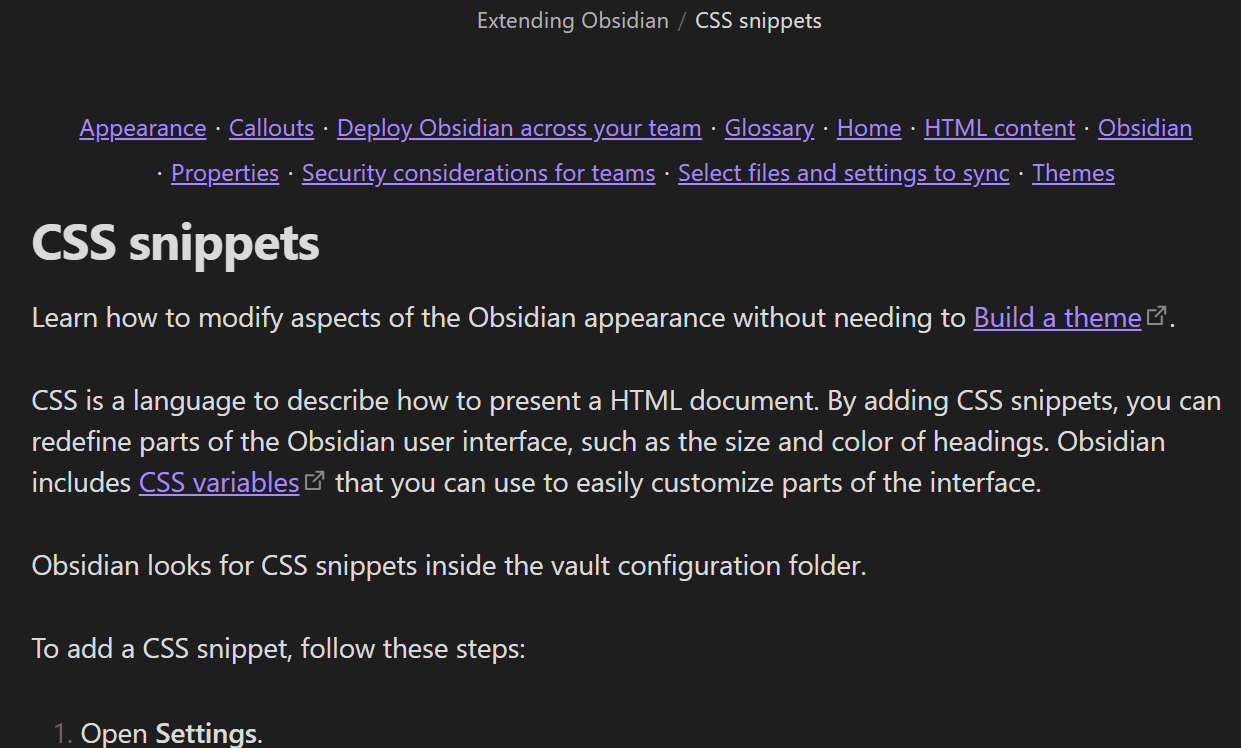 Extending Obsidian / CSS snippets
Appearance · Callouts · Deploy Obsidian across your team · Glossary · Home · HTML content · Obsidian
· Properties · Security considerations for teams · Select files and settings to sync · Themes
CSS snippets
Learn how to modify aspects of the Obsidian appearance without needing to Build a theme.
CSS is a language to describe how to present a HTML document. By adding CSS snippets, you can
redefine parts of the Obsidian user interface, such as the size and color of headings. Obsidian
includes CSS variables that you can use to easily customize parts of the interface.
Obsidian looks for CSS snippets inside the vault configuration folder.
To add a CSS snippet, follow these steps:
1. Open Settings.